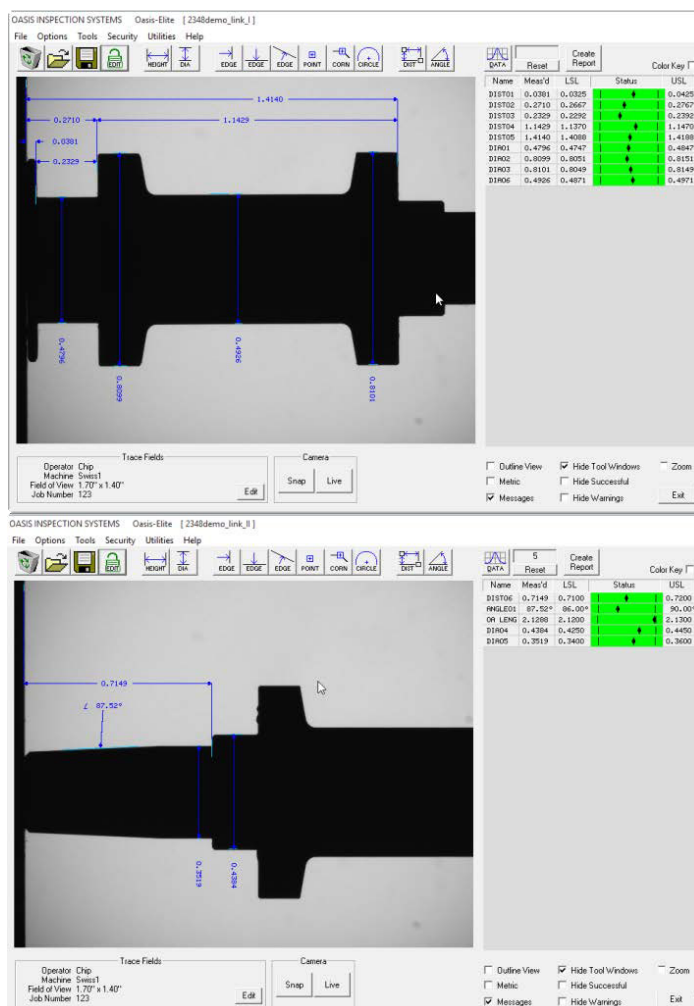 OASIS INSPECTION SYSTEMS Oasis-Elite [ 2348demo_link_I ]
File Options Tools Security Utilities Help
EDIT HEIGHT DIA EDGE EDGE EDGE POINT CORN CIRCLE DIST ANGLE DATA Reset Create Report Color Key
Name Meas'd LSL Status USL
DIST01 0.0381 0.0325 0.0425
DIST02 0.2710 0.2667 0.2767
DIST03 0.2329 0.2292 0.2392
DIST04 1.1429 1.1370 1.1470
DIST05 1.4140 1.4088 1.4188
DIA01 0.4796 0.4747 0.4847
DIA02 0.8099 0.8051 0.8151
DIA03 0.8101 0.8049 0.8149
DIA06 0.4926 0.4871 0.4971
1.4140
0.2710 1.1429
0.0381
0.2329
0.4796 0.8099 0.4926 0.8101
Trace Fields
Operator Chip
Machine Swiss1
Field of View 1.70" x 1.40"
Job Number 123
Edit
Camera
Snap Live
Outline View Hide Tool Windows Zoom
Metric Hide Successful
Messages Hide Warnings Exit
OASIS INSPECTION SYSTEMS Oasis-Elite [ 2348demo_link_II ]
File Options Tools Security Utilities Help
EDIT HEIGHT DIA EDGE EDGE EDGE POINT CORN CIRCLE DIST ANGLE DATA 5 Reset Create Report Color Key
Name Meas'd LSL Status USL
DIST06 0.7149 0.7100 0.7200
ANGLE01 87.52° 86.00° 90.00°
OA LENG 2.1288 2.1200 2.1300
DIA04 0.4384 0.4250 0.4450
DIA05 0.3519 0.3400 0.3600
0.7149
∠ 87.52°
0.3519 0.4384
Trace Fields
Operator Chip
Machine Swiss1
Field of View 1.70" x 1.40"
Job Number 123
Edit
Camera
Snap Live
Outline View Hide Tool Windows Zoom
Metric Hide Successful
Messages Hide Warnings Exit